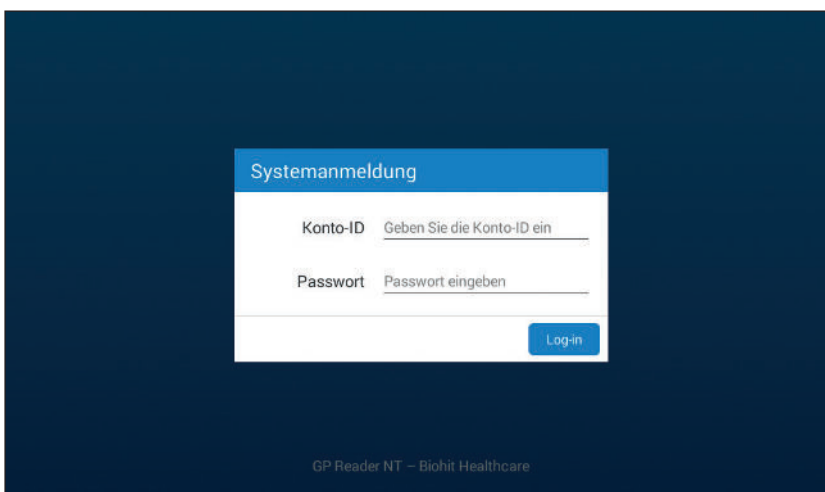 Systemanmeldung
Konto-ID Geben Sie die Konto-ID ein
Passwort Passwort eingeben
Log-in
GP Reader NT – Biohit Healthcare